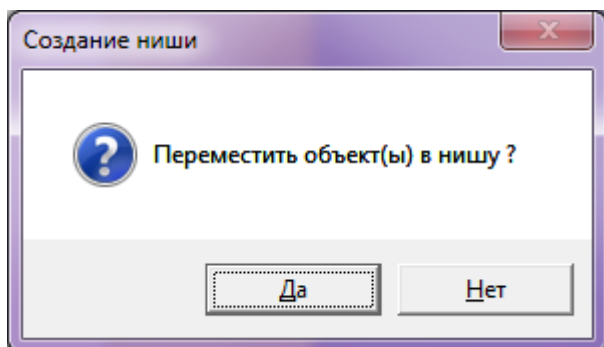 Создание ниши
Переместить объект(ы) в нишу ?
Да
Нет